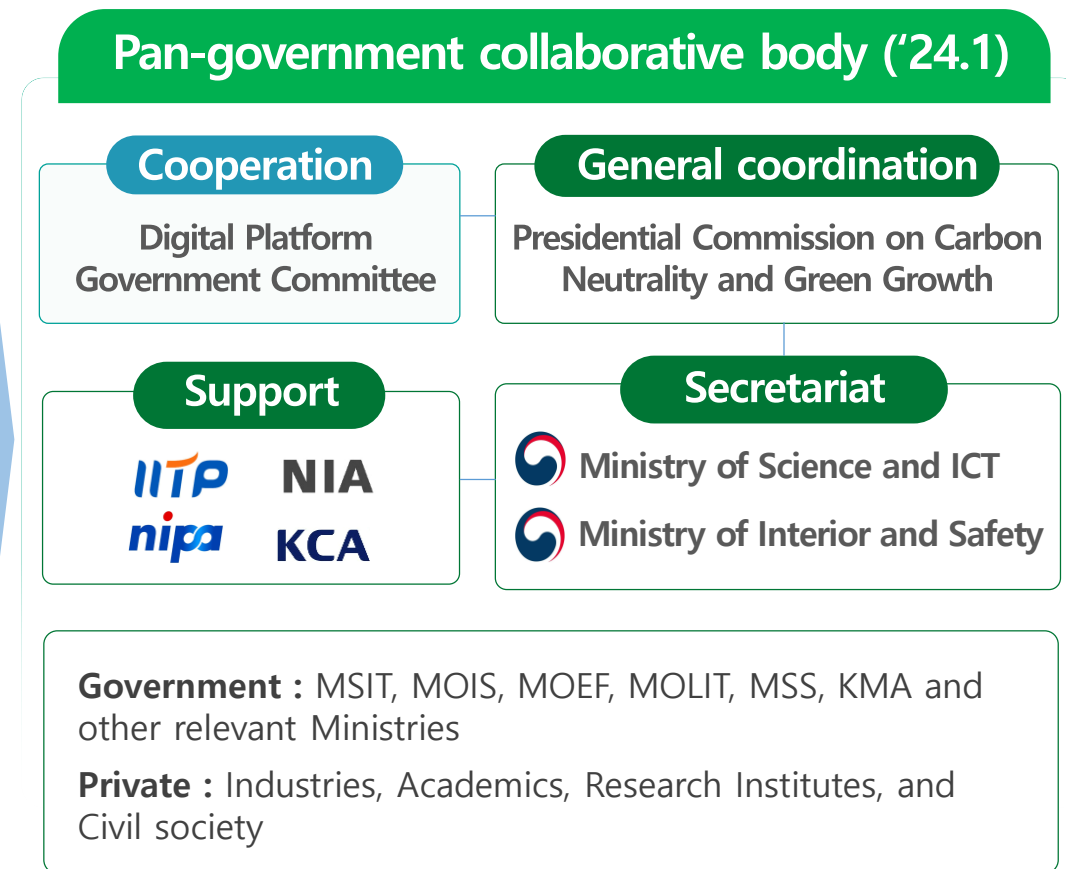 Pan-government collaborative body (‘24.1)
Cooperation
Digital Platform
Government Committee
General coordination
Presidential Commission on Carbon
Neutrality and Green Growth
Support
IITP NIA
nipa KCA
Secretariat
Ministry of Science and ICT
Ministry of Interior and Safety
Government : MSIT, MOIS, MOEF, MOLIT, MSS, KMA and
other relevant Ministries
Private : Industries, Academics, Research Institutes, and
Civil society